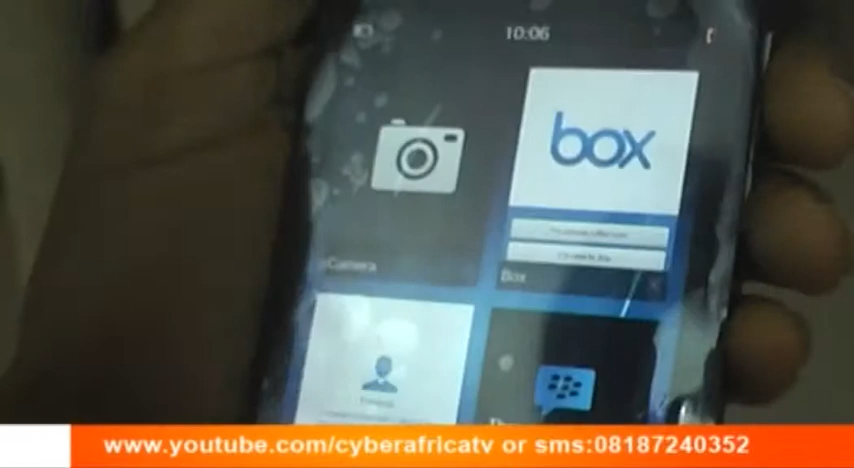 10:06
box
Camera
Box
www.youtube.com/cyberafricatv or sms:08187240352